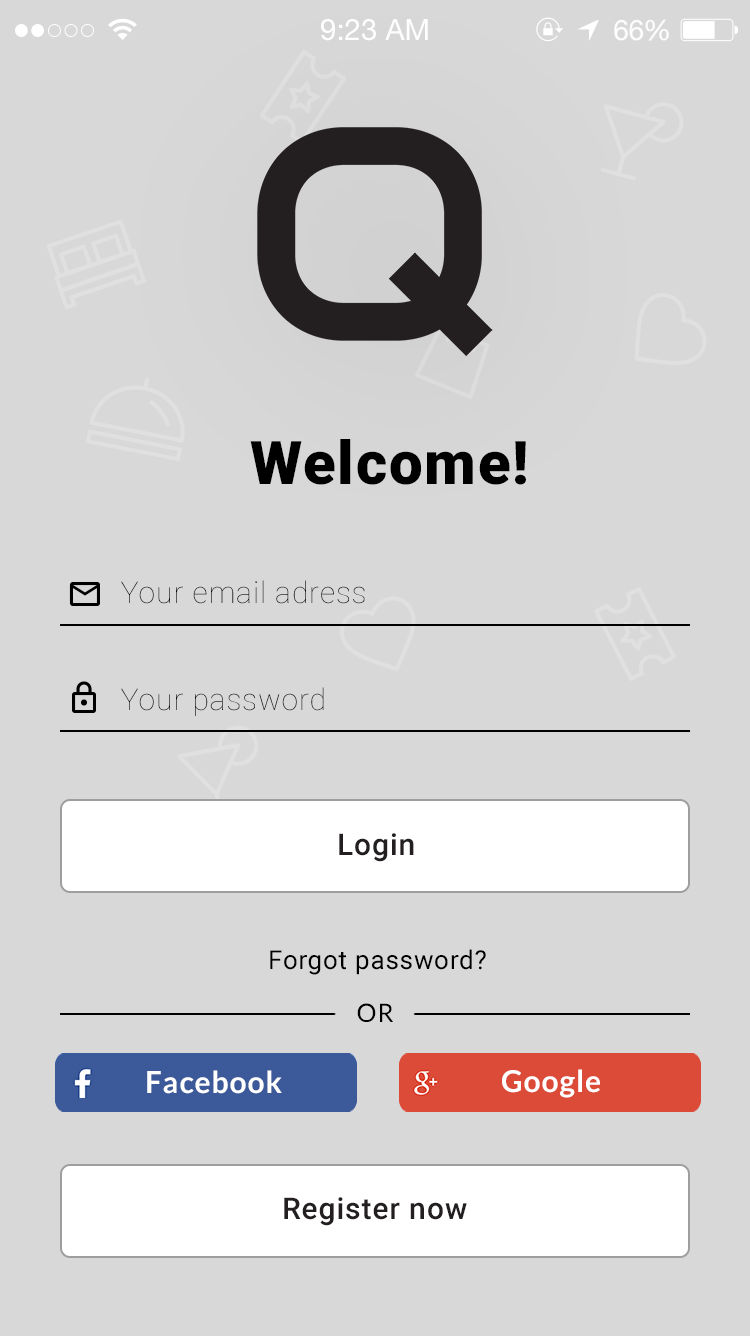 9:23 AM 66%
Q
Welcome!
Your email adress
Your password
Login
Forgot password?
OR
f Facebook
g+ Google
Register now